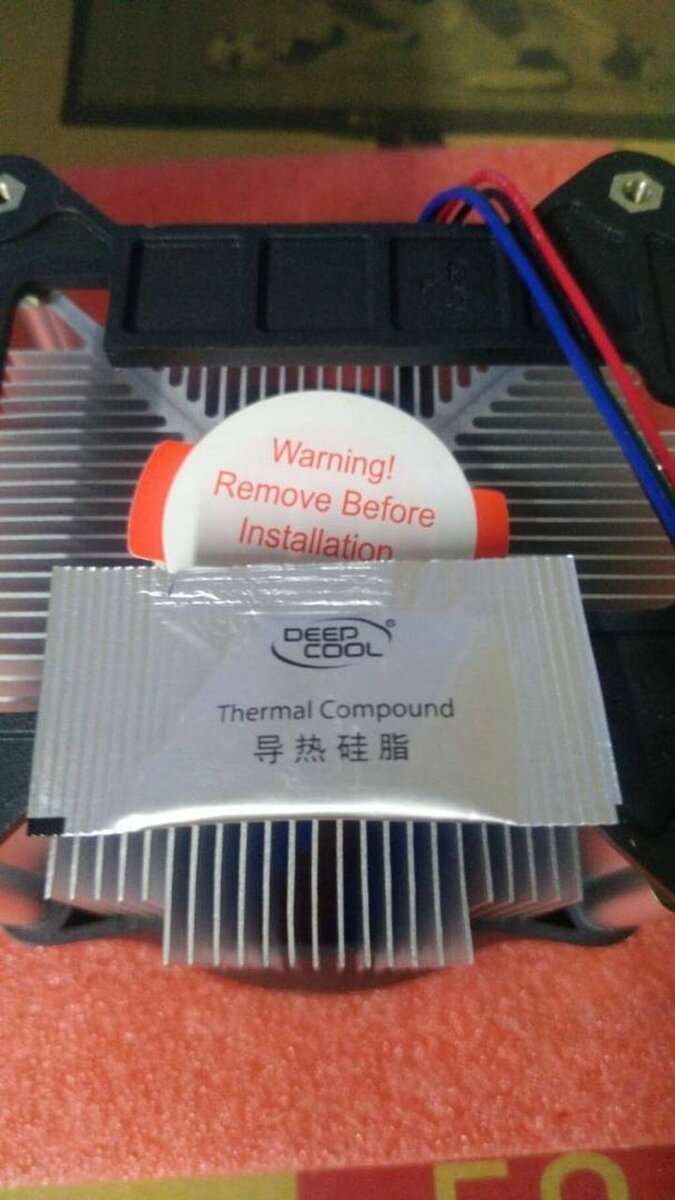 Warning!
Remove Before
Installation
DEEP
COOL®
Thermal Compound
导热硅脂